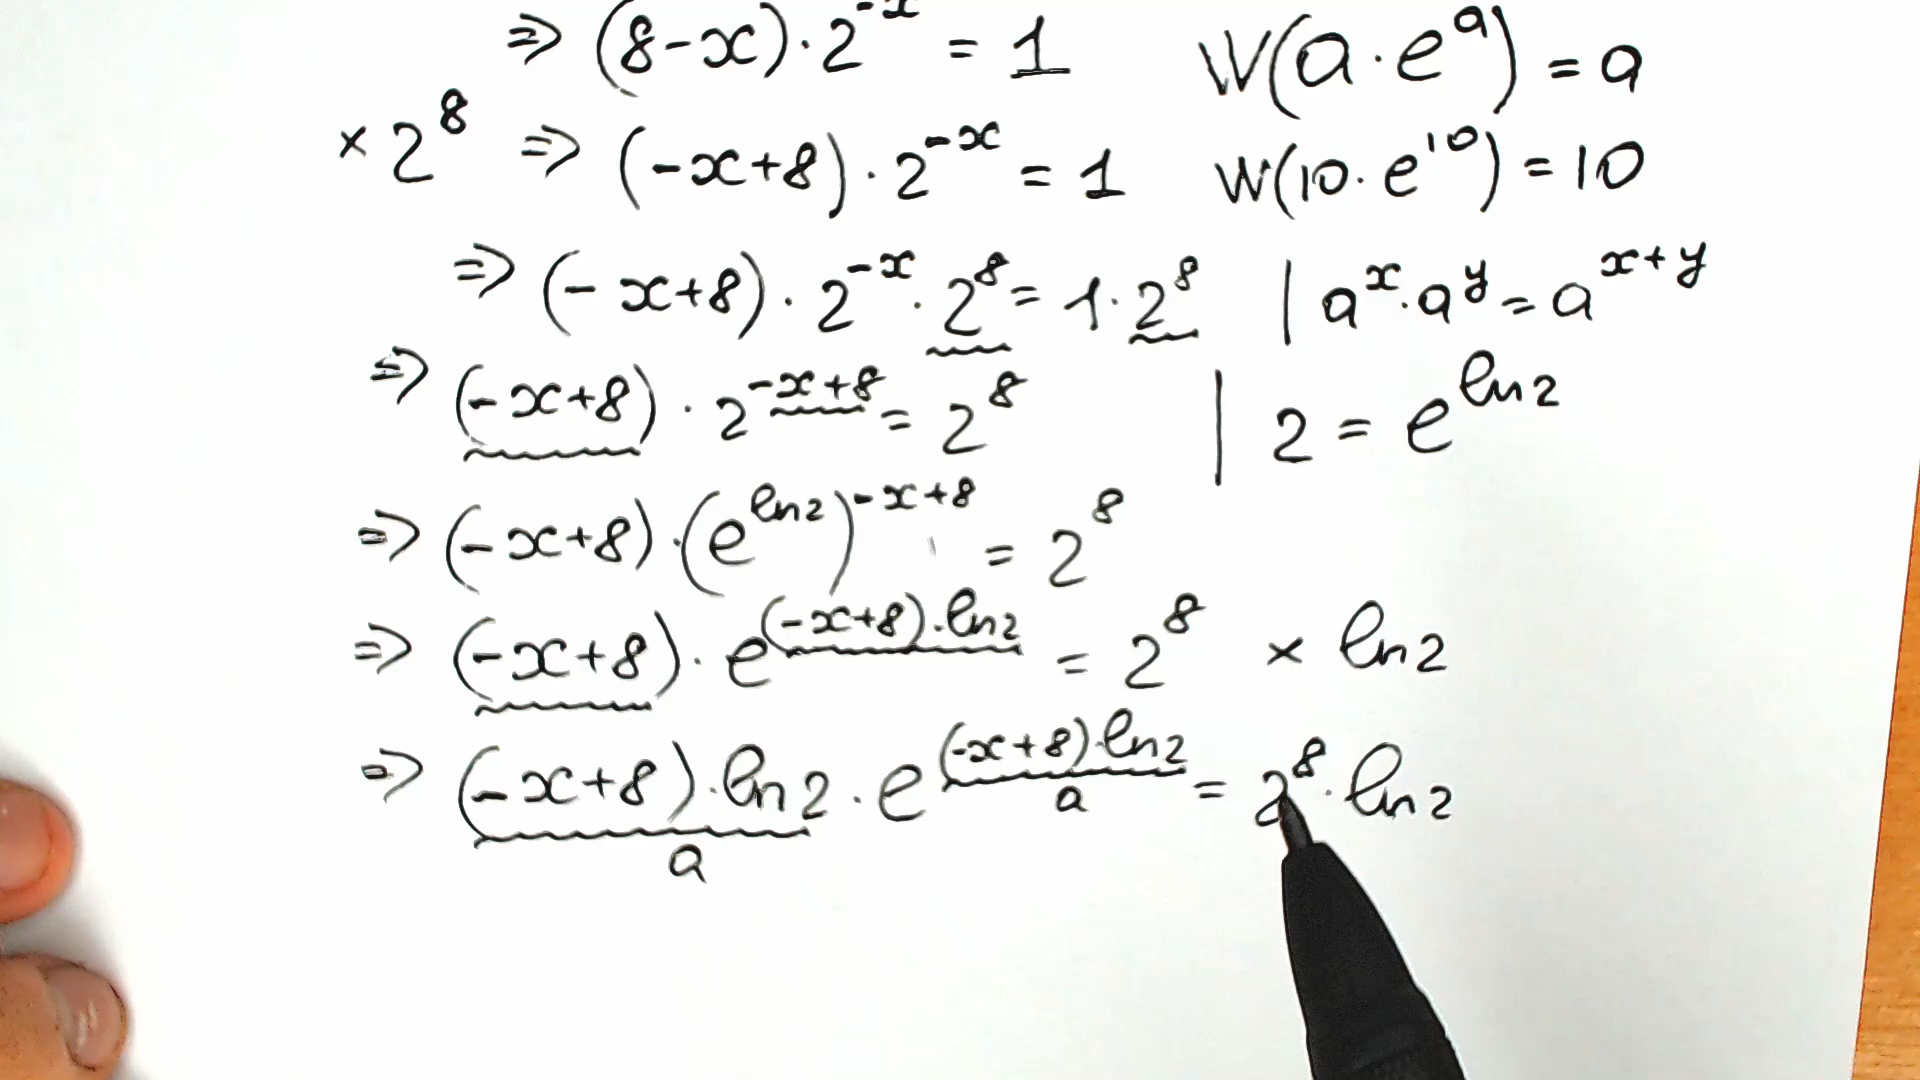 => (8-x)·2^-x = 1 W(a·e^a) = a
× 2^8 => (-x+8)·2^-x = 1 W(10·e^10) = 10
=> (-x+8)·2^-x·2^8 = 1·2^8 | a^x·a^y = a^x+y
=> (-x+8)·2^-x+8 = 2^8 | 2 = e^ln2
=> (-x+8)·(e^ln2)^-x+8 = 2^8
=> (-x+8)·e^(-x+8)·ln2 = 2^8 × ln2
=> (-x+8)·ln2·e^(-x+8)·ln2 = 2^8·ln2
a a